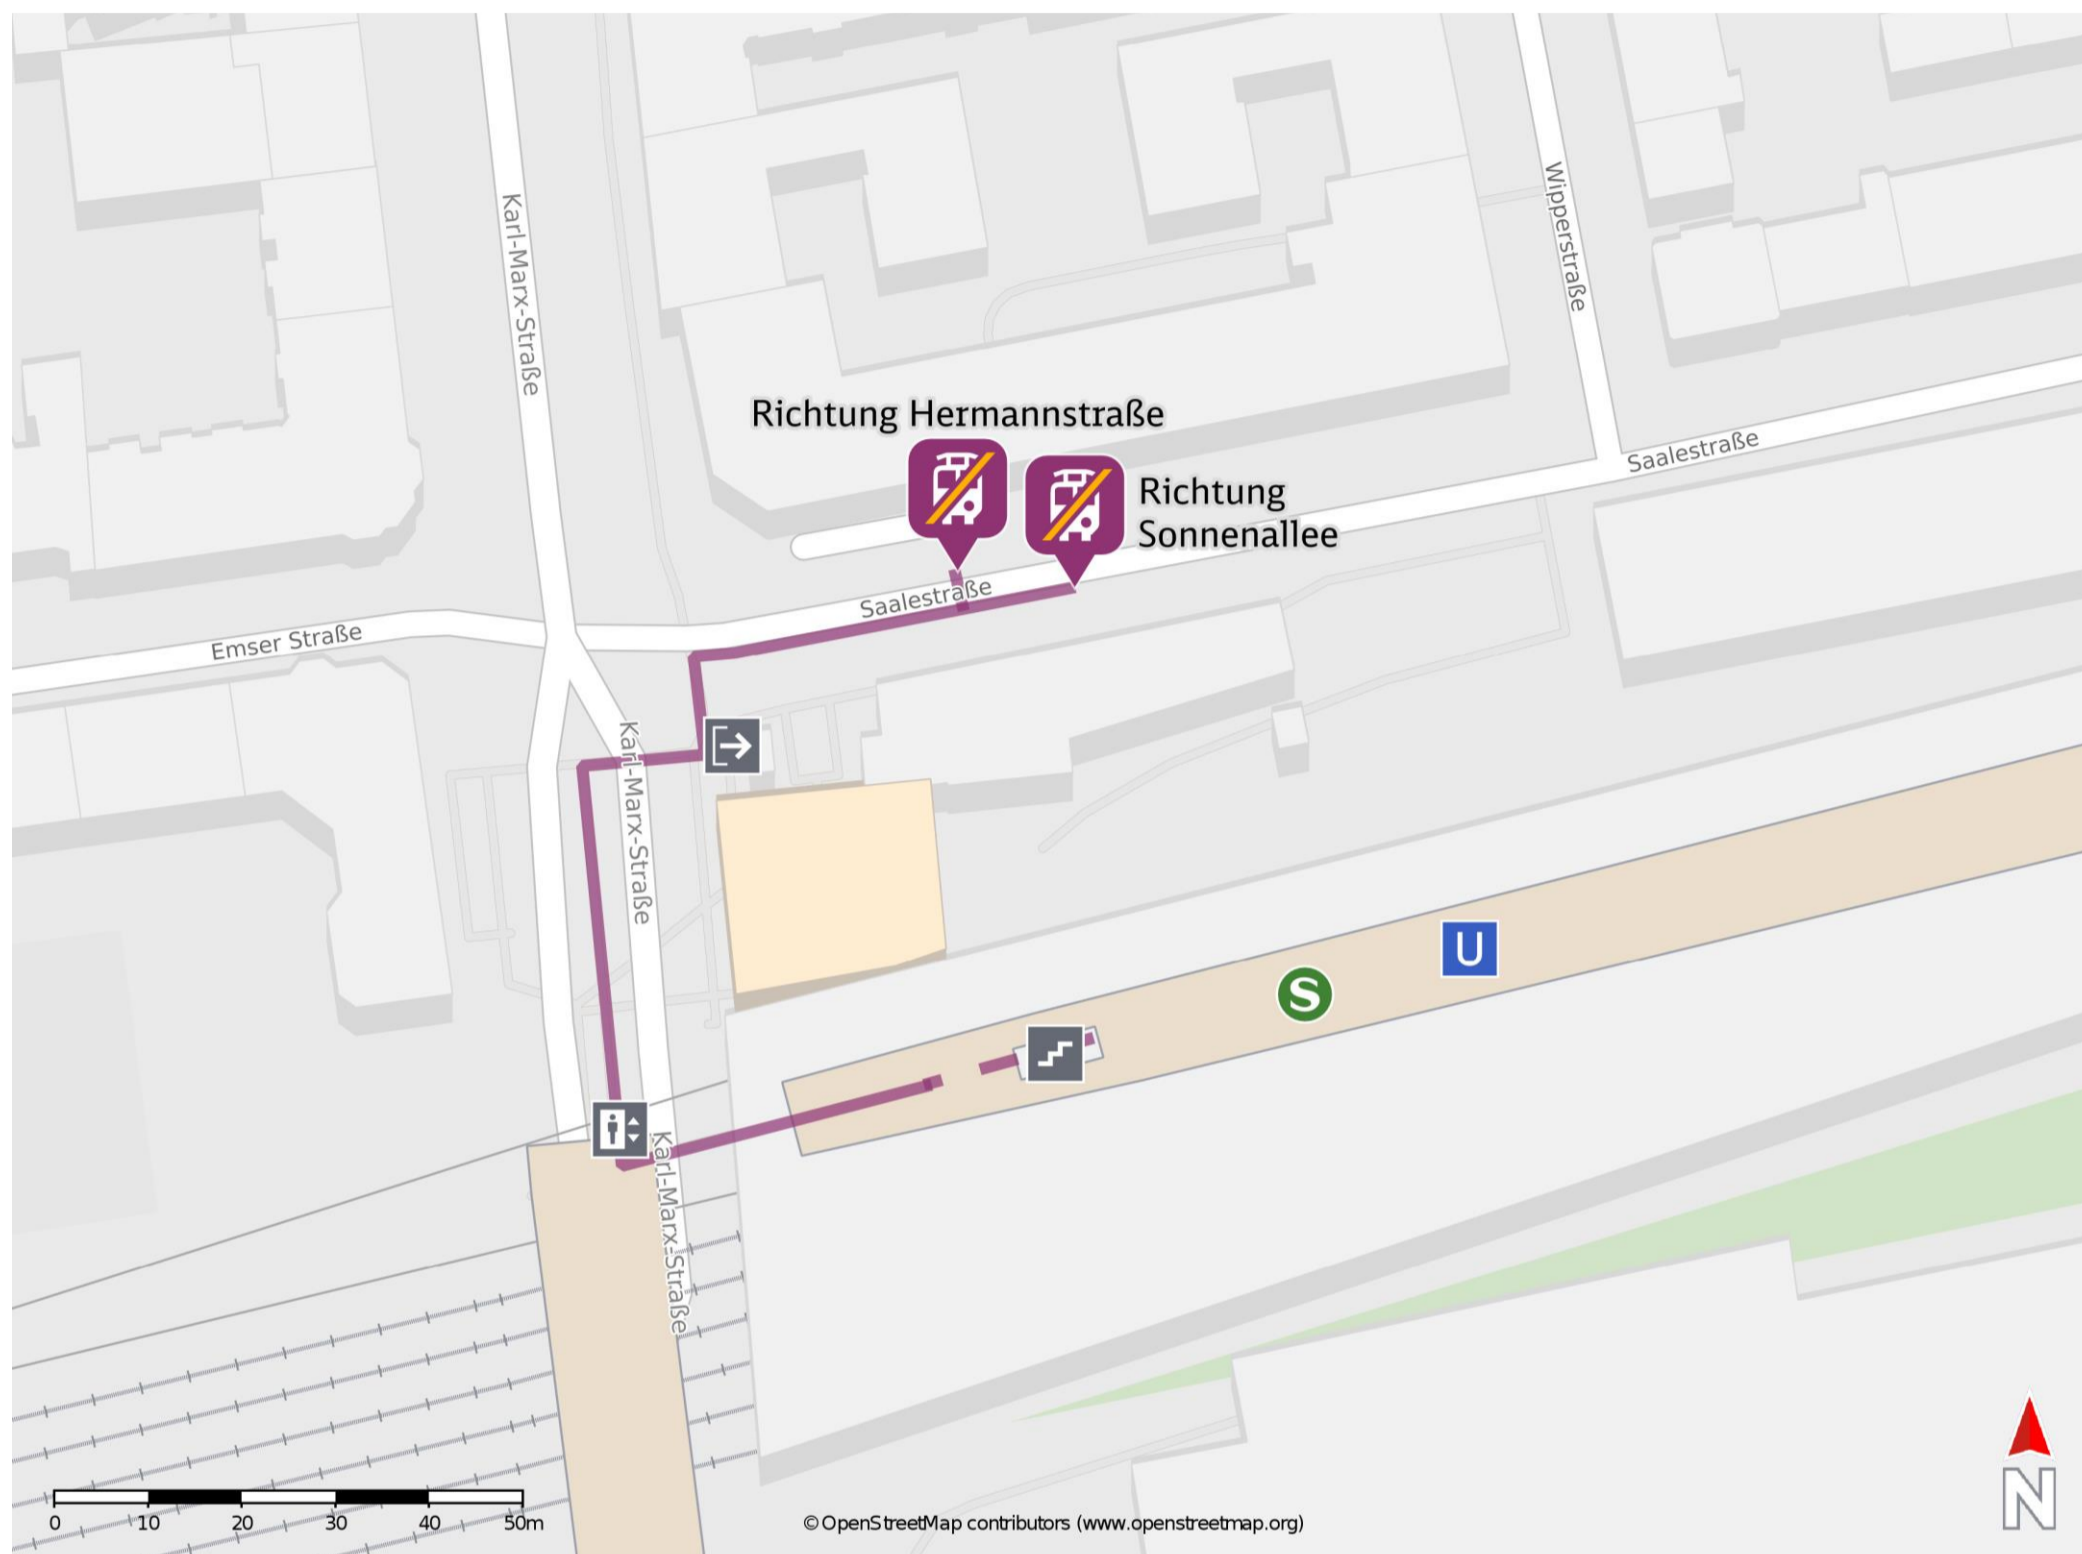 Karl-Marx-Straße
Wipperstraße
Richtung Hermannstraße
Richtung
Sonnenallee
Saalestraße
Saalestraße
Emser Straße
Karl-Marx-Straße
U
S
Karl-Marx-Straße
0 10 20 30 40 50m
© OpenStreetMap contributors (www.openstreetmap.org)
N